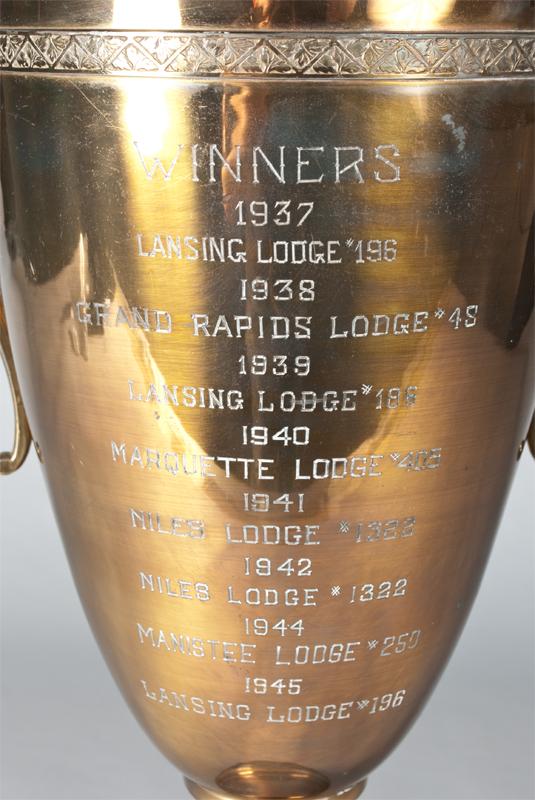 WINNERS
1937
LANSING LODGE #196
1938
GRAND RAPIDS LODGE #48
1939
LANSING LODGE #196
1940
MARQUETTE LODGE #405
1941
NILES LODGE #1322
1942
NILES LODGE #1322
1944
MANISTEE LODGE #250
1945
LANSING LODGE #196